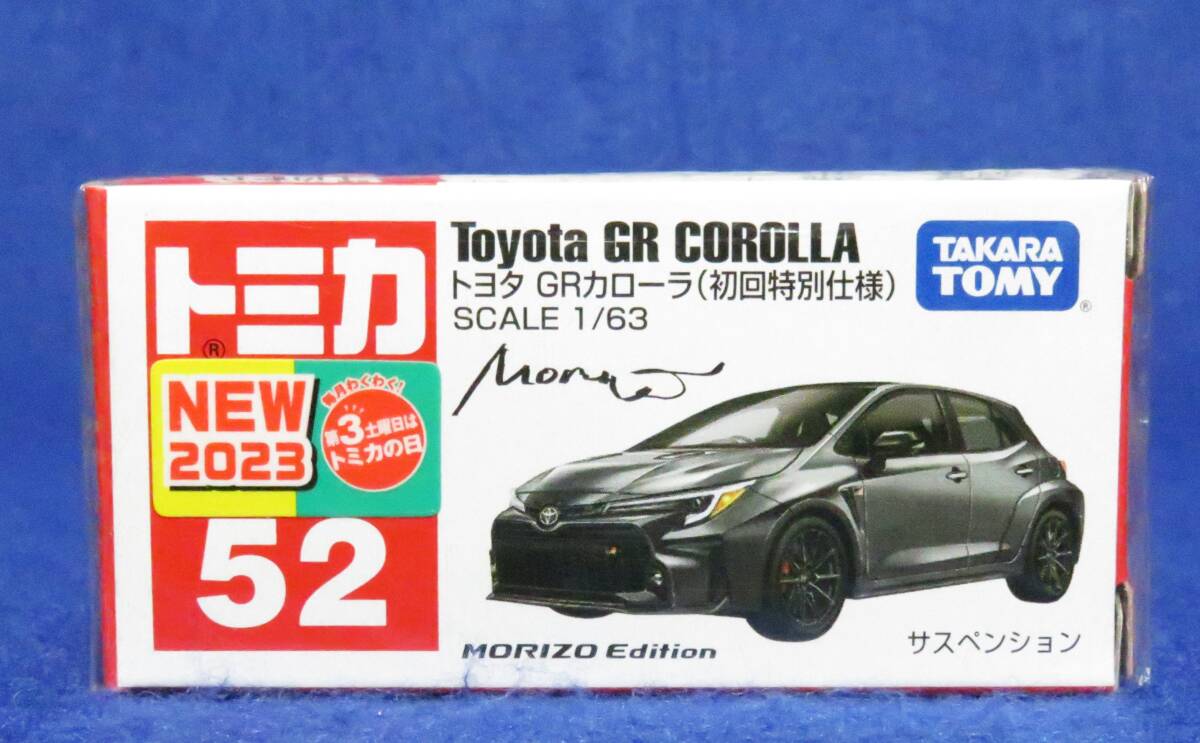 トミカ
®
NEW
2023
毎月わくわく!
第3土曜日は
トミカの日
52
Toyota GR COROLLA
トヨタ GRカローラ(初回特別仕様)
SCALE 1/63
Morizo
MORIZO Edition
TAKARA
TOMY
®
サスペンション